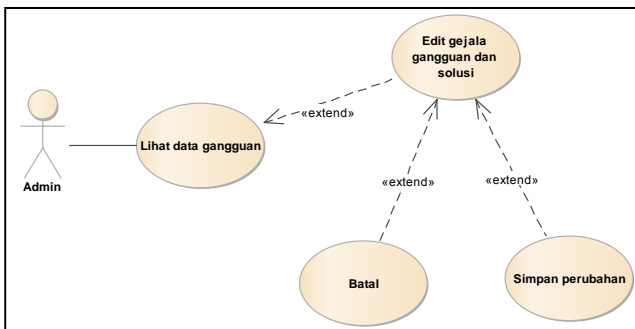 Edit gejala
gangguan dan
solusi
«extend»
Lihat data gangguan
Admin
«extend»
«extend»
Batal
Simpan perubahan